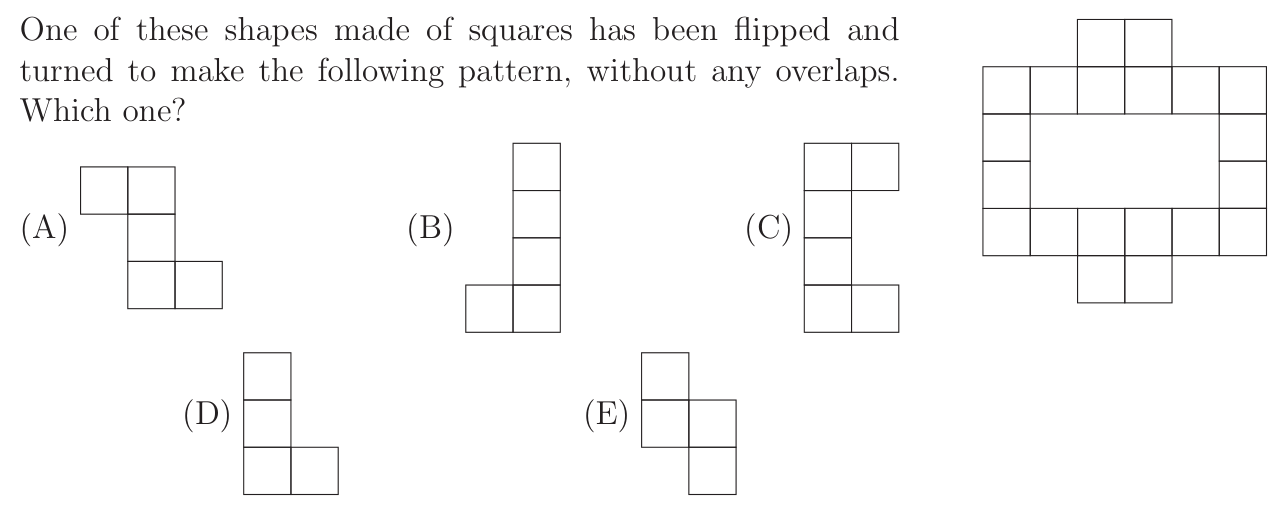 One of these shapes made of squares has been flipped and
turned to make the following pattern, without any overlaps.
Which one?
(A)
(B)
(C)
(D)
(E)